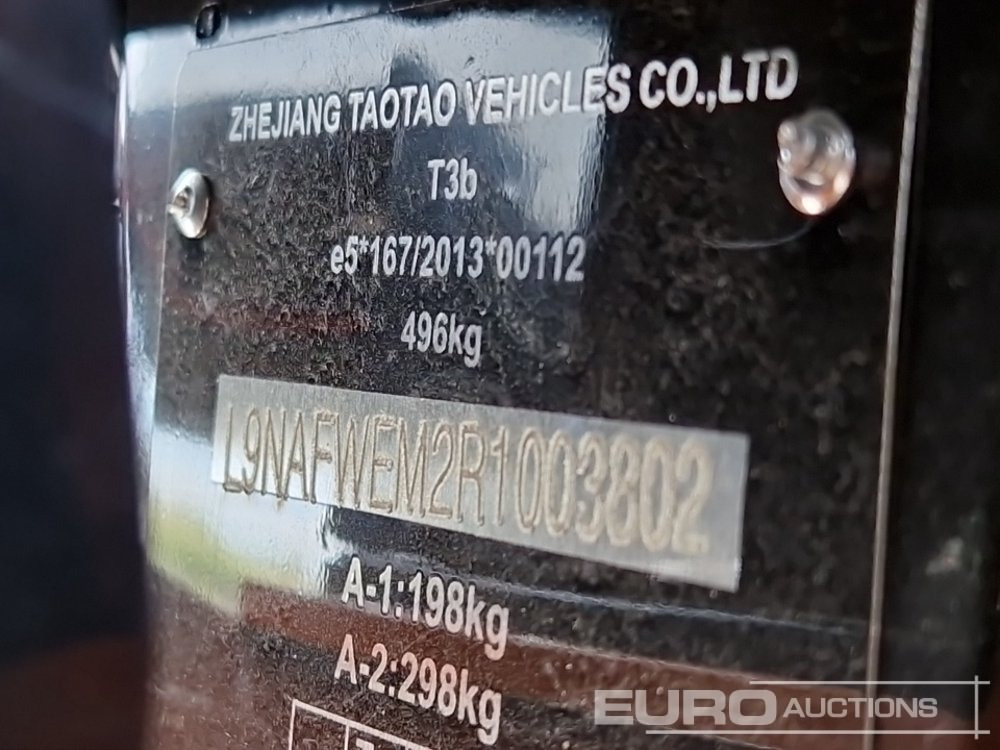 ZHEJIANG TAOTAO VEHICLES CO.,LTD
T3b
e5*167/2013*00112
496kg
L9NAFWEM2R1003802
A-1:198kg
A-2:298kg
EURO AUCTIONS